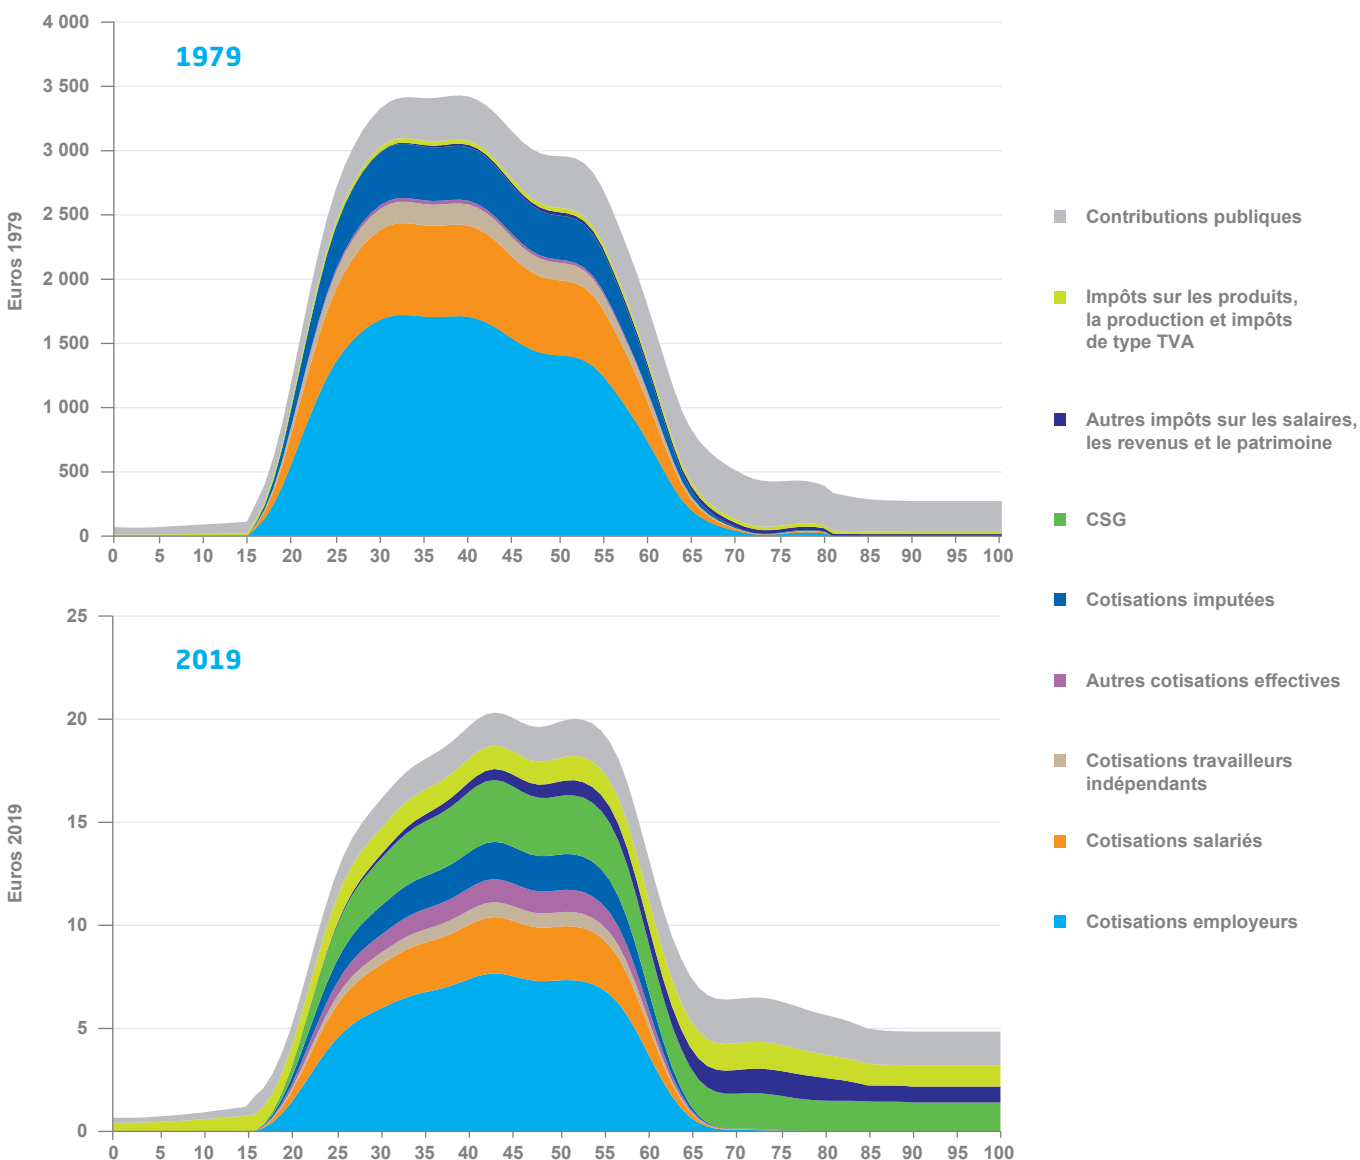 4 000
1979
3 500
3 000
2 500
2 000
1 500
1 000
500
0
Euros 1979
0 5 10 15 20 25 30 35 40 45 50 55 60 65 70 75 80 85 90 95 100
25
2019
20
15
10
5
0
Euros 2019
0 5 10 15 20 25 30 35 40 45 50 55 60 65 70 75 80 85 90 95 100
Contributions publiques
Impôts sur les produits,
la production et impôts
de type TVA
Autres impôts sur les salaires,
les revenus et le patrimoine
CSG
Cotisations imputées
Autres cotisations effectives
Cotisations travailleurs
indépendants
Cotisations salariés
Cotisations employeurs